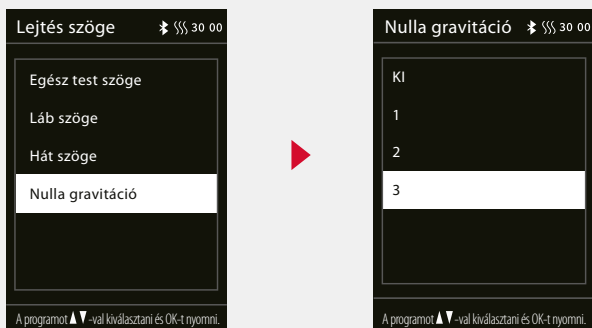 Lejtés szöge 30 00
Egész test szöge
Láb szöge
Hát szöge
Nulla gravitáció
A programot▲▼-val kiválasztani és OK-t nyomni.
Nulla gravitáció 30 00
KI
1
2
3
A programot▲▼-val kiválasztani és OK-t nyomni.